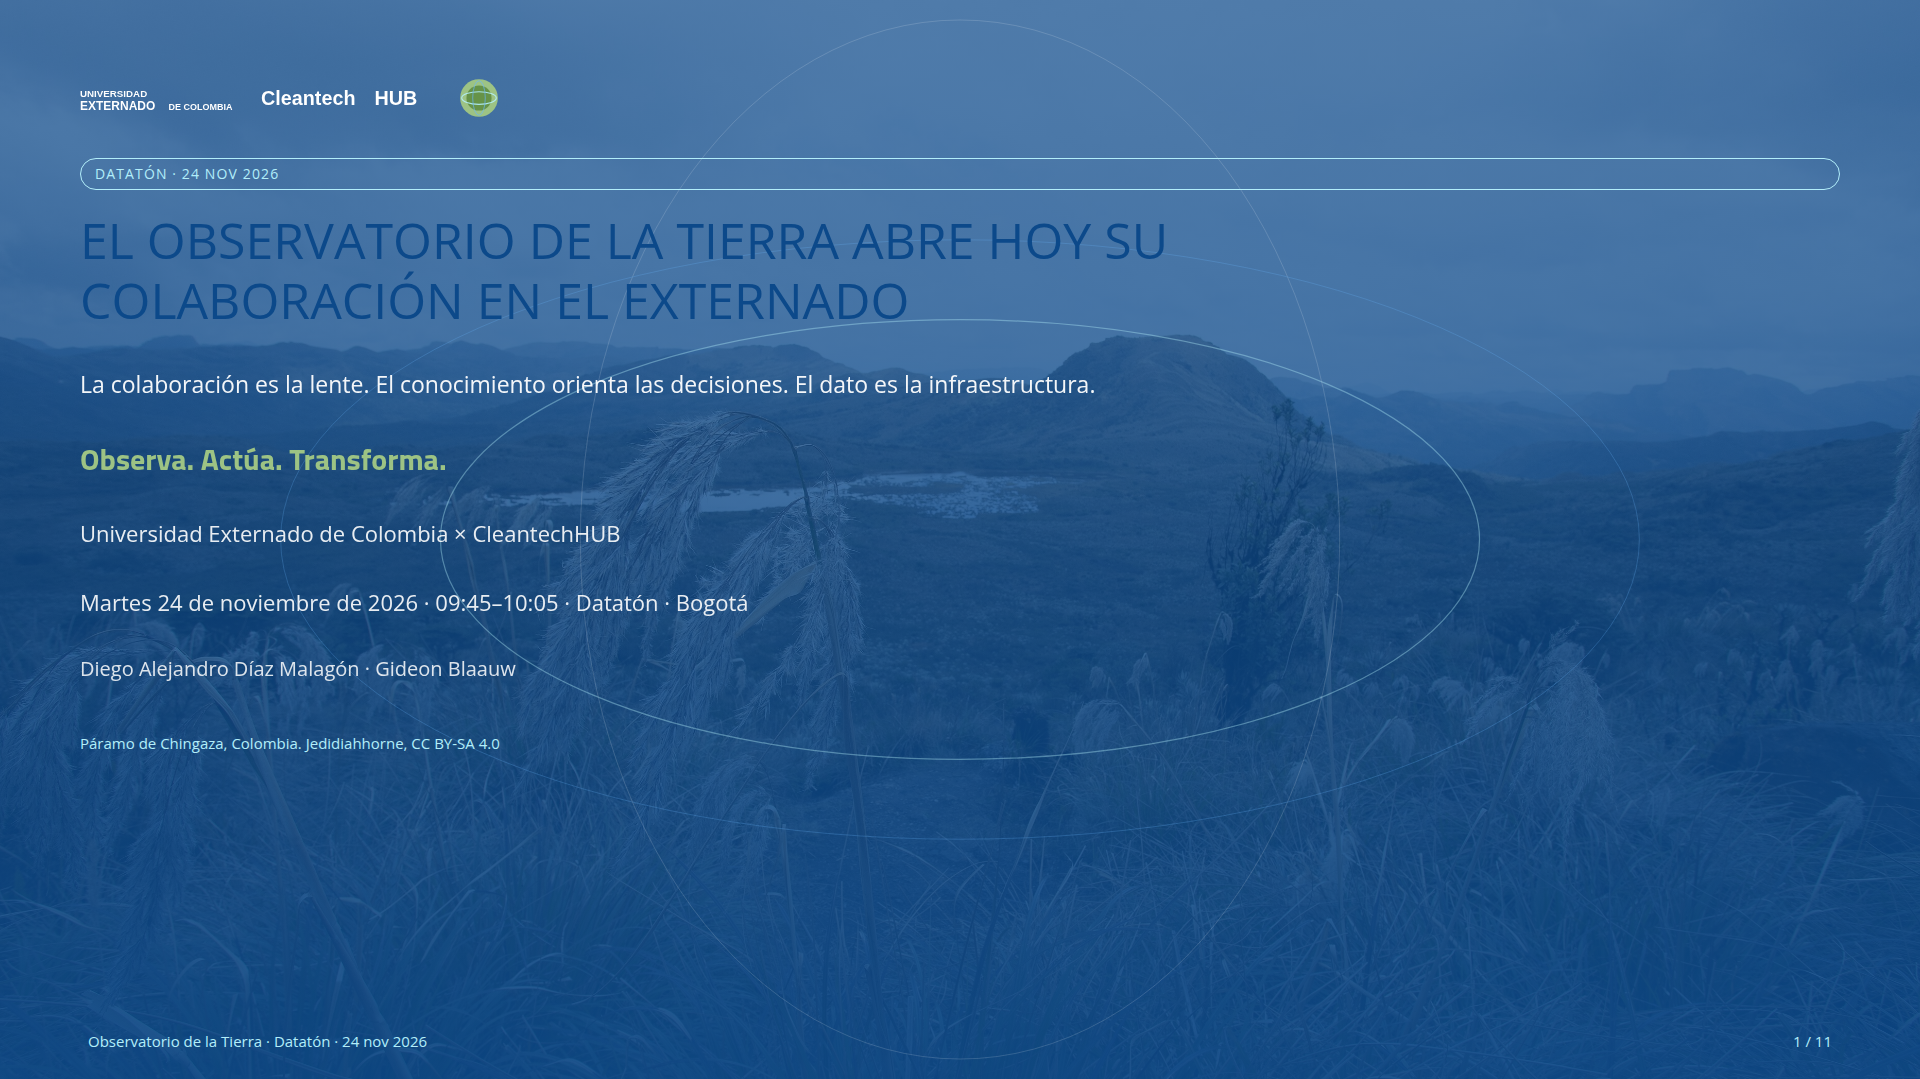 UNIVERSIDAD
EXTERNADO DE COLOMBIA
Cleantech HUB
DATATÓN · 24 NOV 2026
EL OBSERVATORIO DE LA TIERRA ABRE HOY SU
COLABORACIÓN EN EL EXTERNADO
La colaboración es la lente. El conocimiento orienta las decisiones. El dato es la infraestructura.
Observa. Actúa. Transforma.
Universidad Externado de Colombia × CleantechHUB
Martes 24 de noviembre de 2026 · 09:45–10:05 · Datatón · Bogotá
Diego Alejandro Díaz Malagón · Gideon Blaauw
Páramo de Chingaza, Colombia. Jedidiahhorne, CC BY-SA 4.0
Observatorio de la Tierra · Datatón · 24 nov 2026
1 / 11